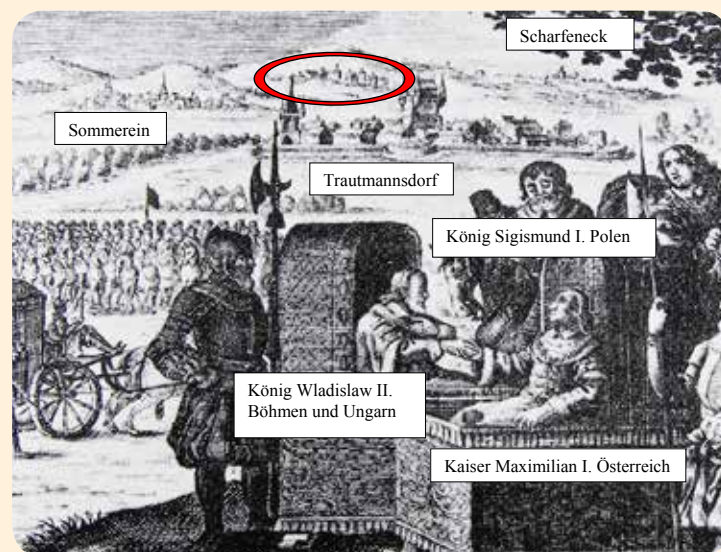 Scharfeneck
Sommerein
Trautmannsdorf
König Sigismund I. Polen
König Wladislaw II.
Böhmen und Ungarn
Kaiser Maximilian I. Österreich